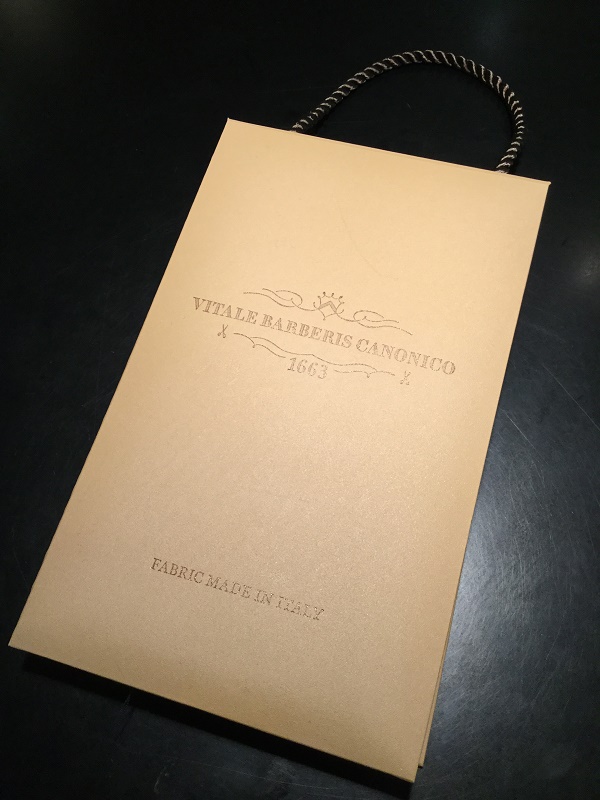 VITALE BARBERIS CANONICO
1663
FABRIC MADE IN ITALY